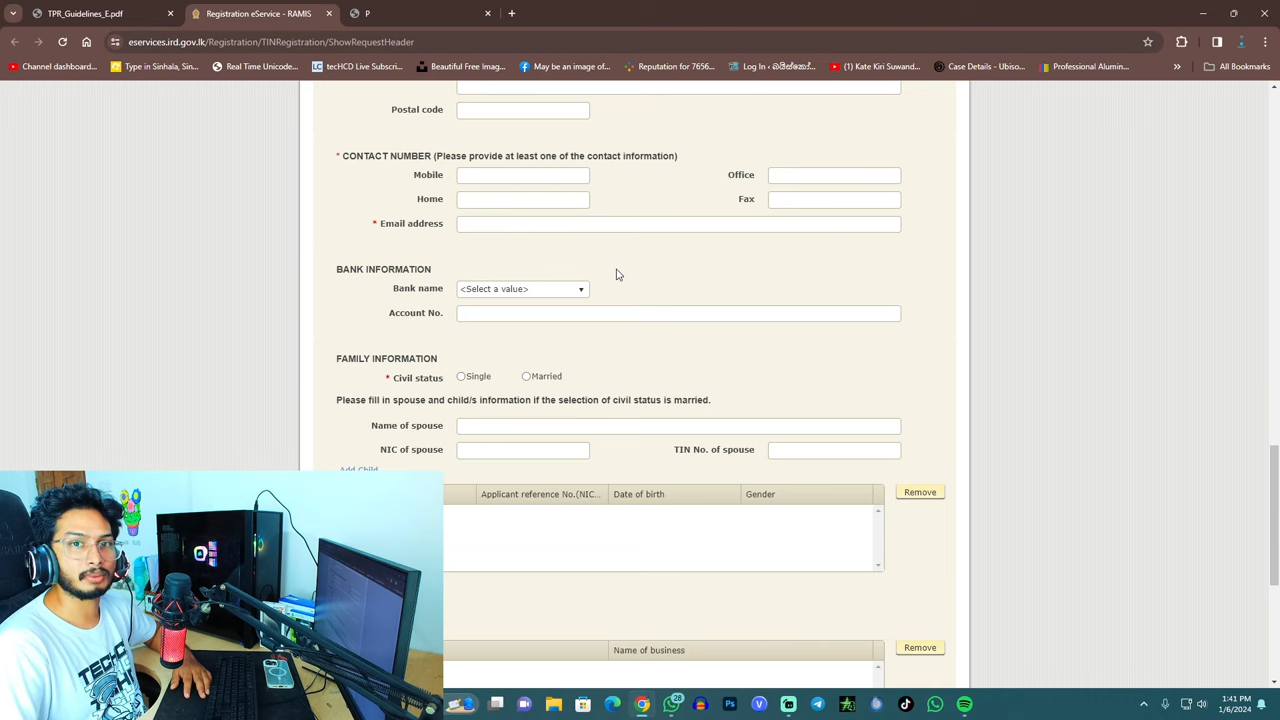 TPR_Guidelines_E.pdf
Registration eService - RAMIS
P
eservices.ird.gov.lk/Registration/TINRegistration/ShowRequestHeader
Channel dashboard...
Type in Sinhala, Sin...
Real Time Unicode...
LC techCD Live Subscri...
Beautiful Free Imag...
May be an image of...
Reputation for 7656...
Log In ‹
(1) Kate Kiri Suwand...
Case Details - Ubiso...
Professional Alumin...
»
All Bookmarks
Postal code
* CONTACT NUMBER (Please provide at least one of the contact information)
Mobile
Office
Home
Fax
* Email address
BANK INFORMATION
Bank name
<Select a value>
Account No.
FAMILY INFORMATION
* Civil status
Single
Married
Please fill in spouse and child/s information if the selection of civil status is married.
Name of spouse
NIC of spouse
TIN No. of spouse
Add Child
Applicant reference No.(NIC...
Date of birth
Gender
Remove
Name of business
Remove
1:41 PM
1/6/2024